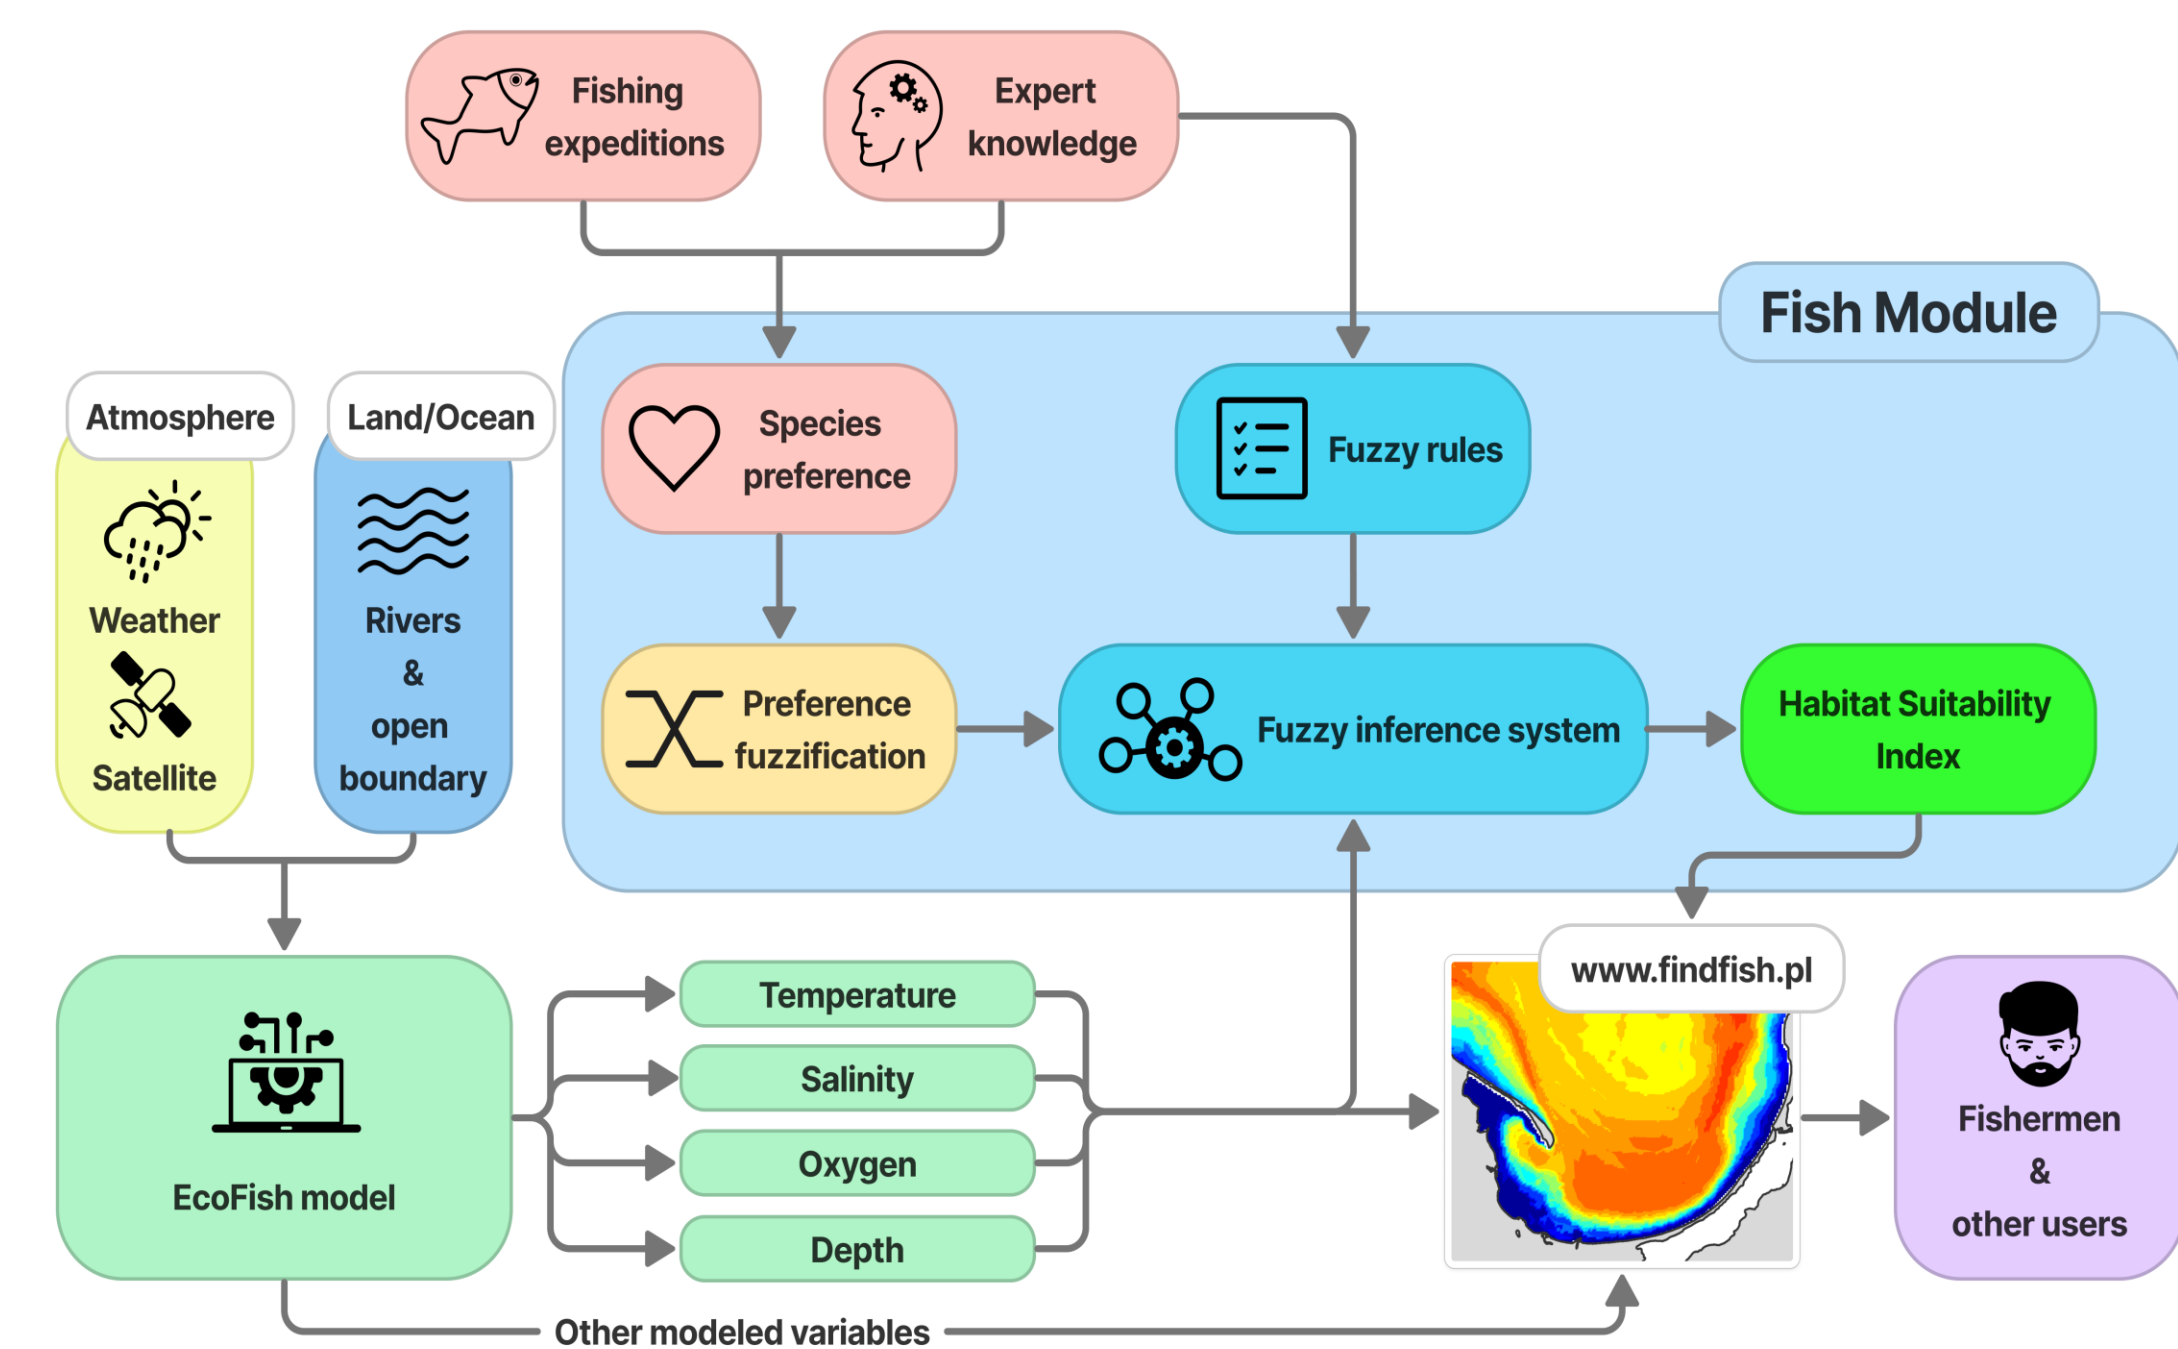 Fishing
expeditions
Expert
knowledge
Fish Module
Atmosphere
Land/Ocean
Species
preference
Fuzzy rules
Weather
Satellite
Rivers
&
open
boundary
Preference
fuzzification
Fuzzy inference system
Habitat Suitability
Index
www.findfish.pl
EcoFish model
Temperature
Salinity
Oxygen
Depth
Fishermen
&
other users
Other modeled variables